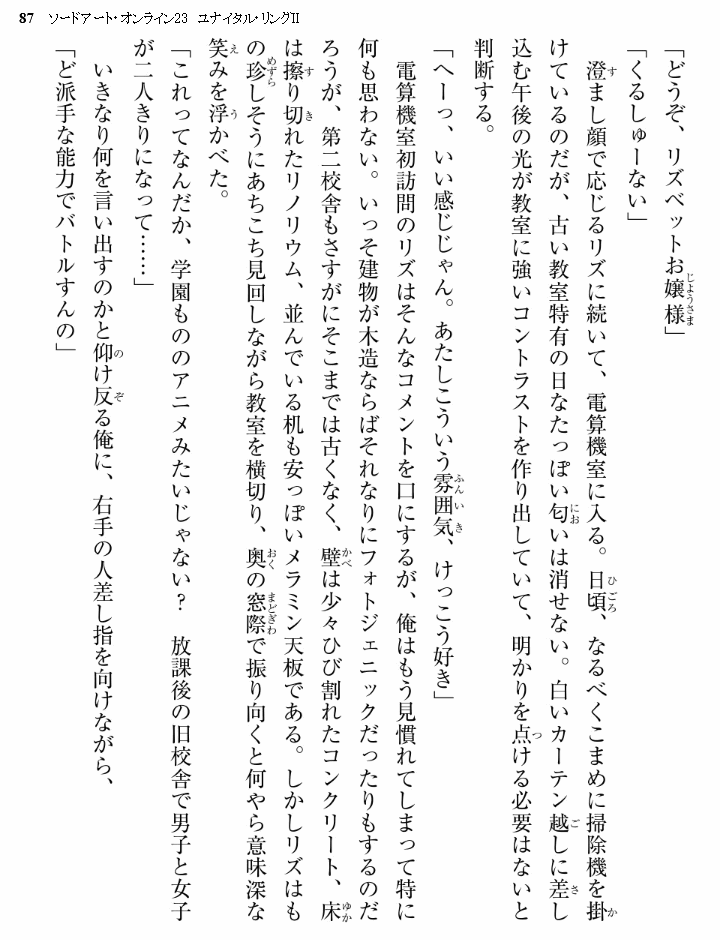 87 ソードアート・オンライン23 ユナイタル・リングII
「どうぞ、リズベットお嬢様」
「くるしゅーない」
　澄まし顔で応じるリズに続いて、電算機室に入る。日頃、なるべくこまめに掃除機を掛
けているのだが、古い教室特有の日なたっぽい匂いは消せない。白いカーテン越しに差し
込む午後の光が教室に強いコントラストを作り出していて、明かりを点ける必要はないと
判断する。
「へーっ、いい感じじゃん。あたしこういう雰囲気、けっこう好き」
　電算機室初訪問のリズはそんなコメントを口にするが、俺はもう見慣れてしまって特に
何も思わない。いっそ建物が木造ならばそれなりにフォトジェニックだったりもするのだ
ろうが、第二校舎もさすがにそこまでは古くなく、壁は少々ひび割れたコンクリート、床
は擦り切れたリノリウム、並んでいる机も安っぽいメラミン天板である。しかしリズはも
の珍しそうにあちこち見回しながら教室を横切り、奥の窓際で振り向くと何やら意味深な
笑みを浮かべた。
「これってなんだか、学園もののアニメみたいじゃない？　放課後の旧校舎で男子と女子
が二人きりになって……」
　いきなり何を言い出すのかと仰け反る俺に、右手の人差し指を向けながら、
「ど派手な能力でバトルすんの」